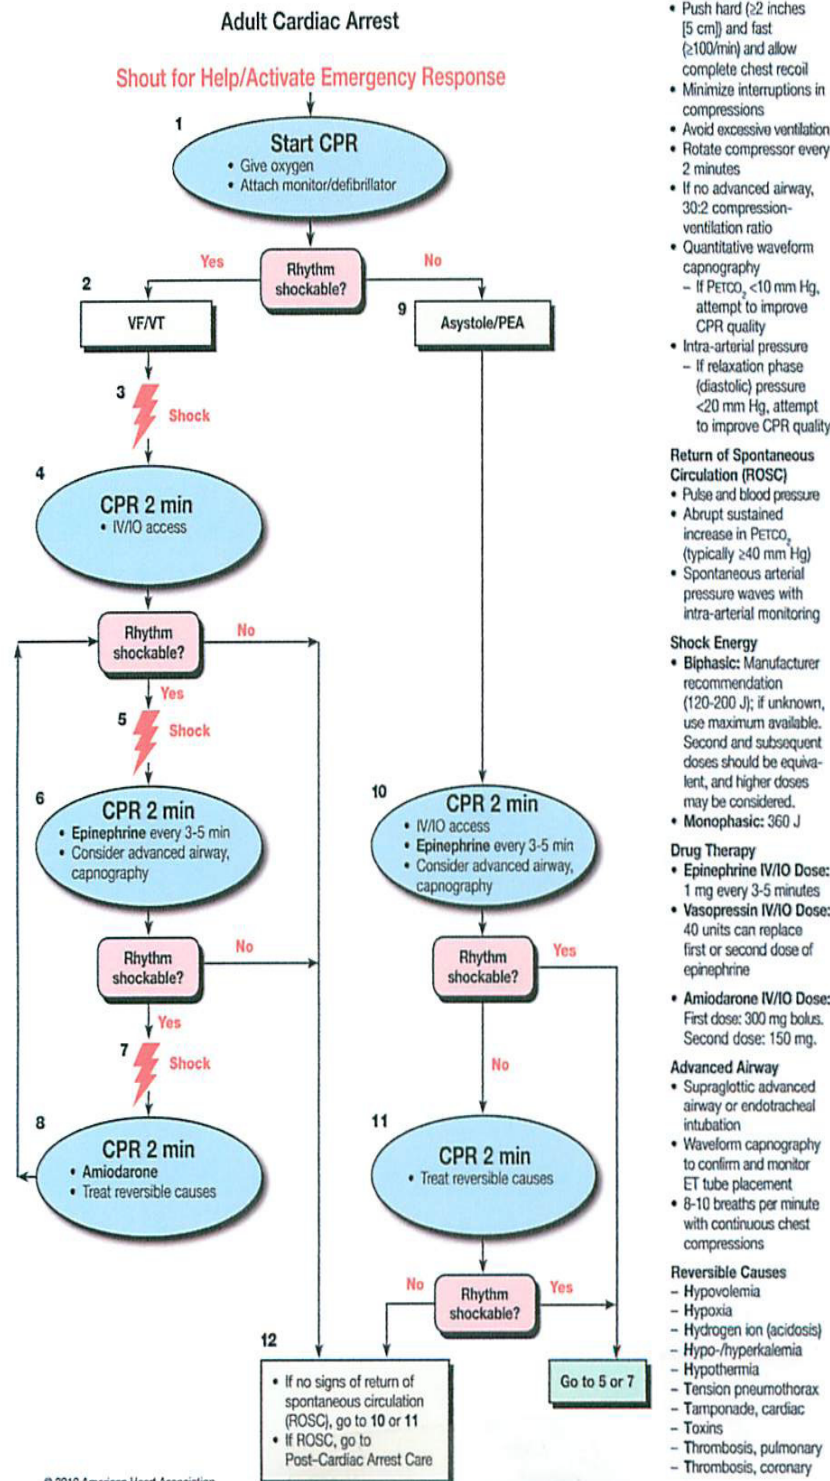 Adult Cardiac Arrest
Shout for Help/Activate Emergency Response
1
Start CPR
• Give oxygen
• Attach monitor/defibrillator
Rhythm
shockable?
Yes
No
2
VF/VT
3
Shock
4
CPR 2 min
• IV/IO access
Rhythm
shockable?
No
Yes
5
Shock
6
CPR 2 min
• Epinephrine every 3-5 min
• Consider advanced airway,
capnography
Rhythm
shockable?
No
Yes
7
Shock
8
CPR 2 min
• Amiodarone
• Treat reversible causes
9
Asystole/PEA
10
CPR 2 min
• IV/IO access
• Epinephrine every 3-5 min
• Consider advanced airway,
capnography
Rhythm
shockable?
Yes
No
11
CPR 2 min
• Treat reversible causes
Rhythm
shockable?
No
Yes
12
• If no signs of return of
spontaneous circulation
(ROSC), go to 10 or 11
• If ROSC, go to
Post–Cardiac Arrest Care
Go to 5 or 7
• Push hard (≥2 inches
[5 cm]) and fast
(≥100/min) and allow
complete chest recoil
• Minimize interruptions in
compressions
• Avoid excessive ventilation
• Rotate compressor every
2 minutes
• If no advanced airway,
30:2 compression-
ventilation ratio
• Quantitative waveform
capnography
– If PETCO₂ <10 mm Hg,
attempt to improve
CPR quality
• Intra-arterial pressure
– If relaxation phase
(diastolic) pressure
<20 mm Hg, attempt
to improve CPR quality
Return of Spontaneous
Circulation (ROSC)
• Pulse and blood pressure
• Abrupt sustained
increase in PETCO₂
(typically ≥40 mm Hg)
• Spontaneous arterial
pressure waves with
intra-arterial monitoring
Shock Energy
• Biphasic: Manufacturer
recommendation
(120-200 J); if unknown,
use maximum available.
Second and subsequent
doses should be equiva-
lent, and higher doses
may be considered.
• Monophasic: 360 J
Drug Therapy
• Epinephrine IV/IO Dose:
1 mg every 3-5 minutes
• Vasopressin IV/IO Dose:
40 units can replace
first or second dose of
epinephrine
• Amiodarone IV/IO Dose:
First dose: 300 mg bolus.
Second dose: 150 mg.
Advanced Airway
• Supraglottic advanced
airway or endotracheal
intubation
• Waveform capnography
to confirm and monitor
ET tube placement
• 8-10 breaths per minute
with continuous chest
compressions
Reversible Causes
– Hypovolemia
– Hypoxia
– Hydrogen ion (acidosis)
– Hypo-/hyperkalemia
– Hypothermia
– Tension pneumothorax
– Tamponade, cardiac
– Toxins
– Thrombosis, pulmonary
– Thrombosis, coronary
American Heart Association